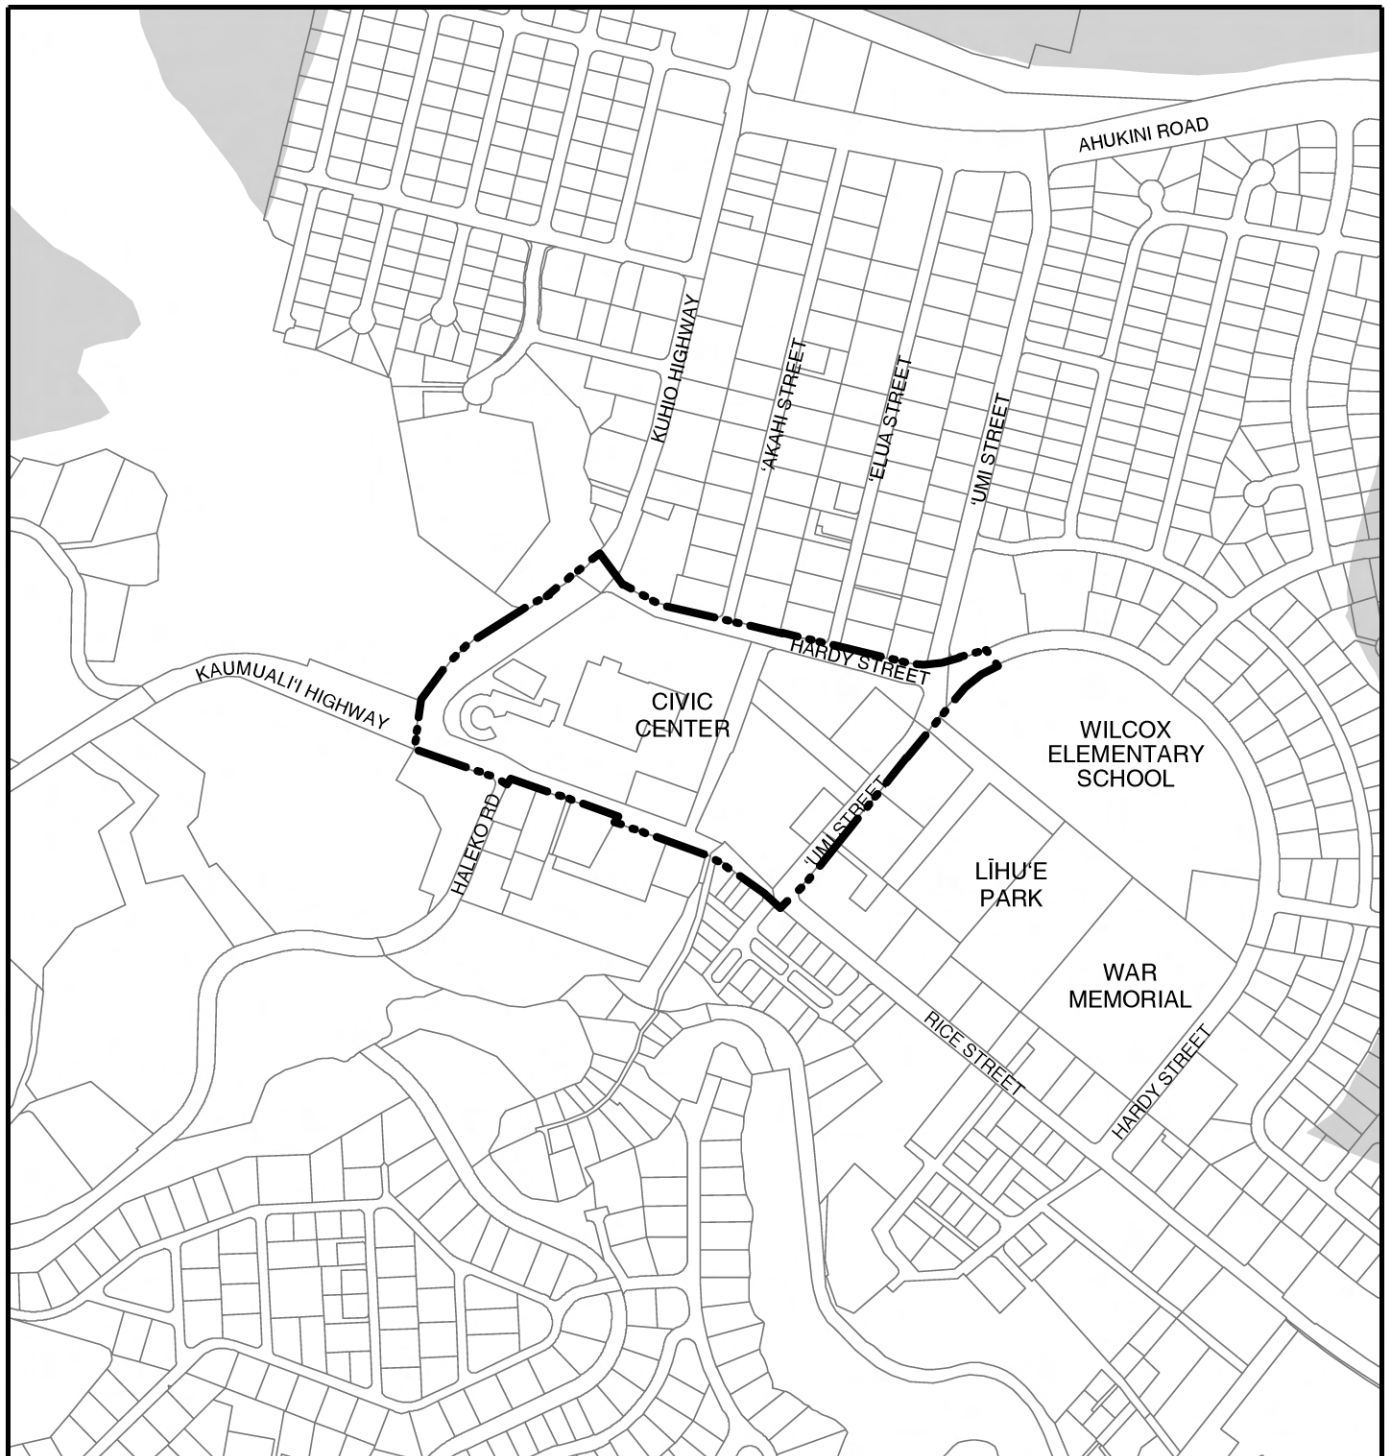 AHUKINI ROAD
KUHIO HIGHWAY
‘AKAHI STREET
‘ELUA STREET
‘UMI STREET
HARDY STREET
KAUMUALI‘I HIGHWAY
CIVIC
CENTER
WILCOX
ELEMENTARY
SCHOOL
HALEKO RD
‘UMI STREET
LĪHU‘E
PARK
WAR
MEMORIAL
RICE STREET
HARDY STREET